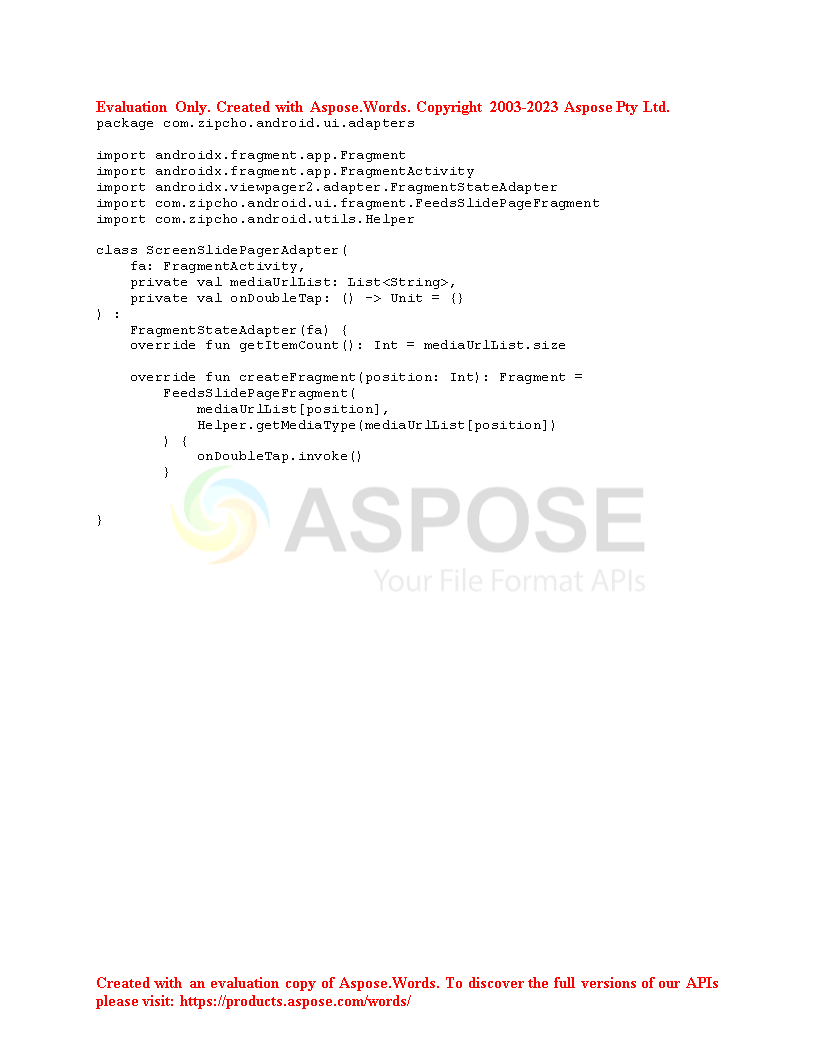 Evaluation Only. Created with Aspose.Words. Copyright 2003-2023 Aspose Pty Ltd.
package com.zipcho.android.ui.adapters

import androidx.fragment.app.Fragment
import androidx.fragment.app.FragmentActivity
import androidx.viewpager2.adapter.FragmentStateAdapter
import com.zipcho.android.ui.fragment.FeedsSlidePageFragment
import com.zipcho.android.utils.Helper

class ScreenSlidePagerAdapter(
    fa: FragmentActivity,
    private val mediaUrlList: List<String>,
    private val onDoubleTap: () -> Unit = {}
) :
    FragmentStateAdapter(fa) {
    override fun getItemCount(): Int = mediaUrlList.size

    override fun createFragment(position: Int): Fragment =
        FeedsSlidePageFragment(
            mediaUrlList[position],
            Helper.getMediaType(mediaUrlList[position])
        ) {
            onDoubleTap.invoke()
        }


}
ASPOSE
Your File Format APIs
Created with an evaluation copy of Aspose.Words. To discover the full versions of our APIs
please visit: https://products.aspose.com/words/